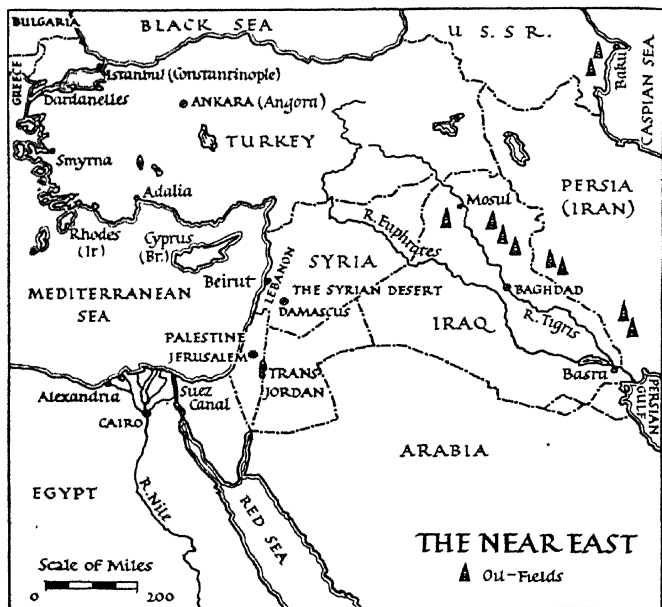 BLACK SEA
U.S.S.R.
BULGARIA
GREECE
Istanbul (Constantinople)
Dardanelles
ANKARA (Angora)
TURKEY
Baku
CASPIAN SEA
Smyrna
Adalia
Rhodes
(It)
Cyprus
(Br.)
Mosul
PERSIA
(IRAN)
R. Euphrates
SYRIA
Beirut
LEBANON
THE SYRIAN DESERT
DAMASCUS
BAGHDAD
MEDITERRANEAN
SEA
IRAQ
R. Tigris
PALESTINE
JERUSALEM
TRANS
JORDAN
Basra
PERSIAN
GULF
Alexandria
Suez
Canal
CAIRO
ARABIA
EGYPT
R. Nile
RED SEA
THE NEAR EAST
Oil-Fields
Scale of Miles
0 200